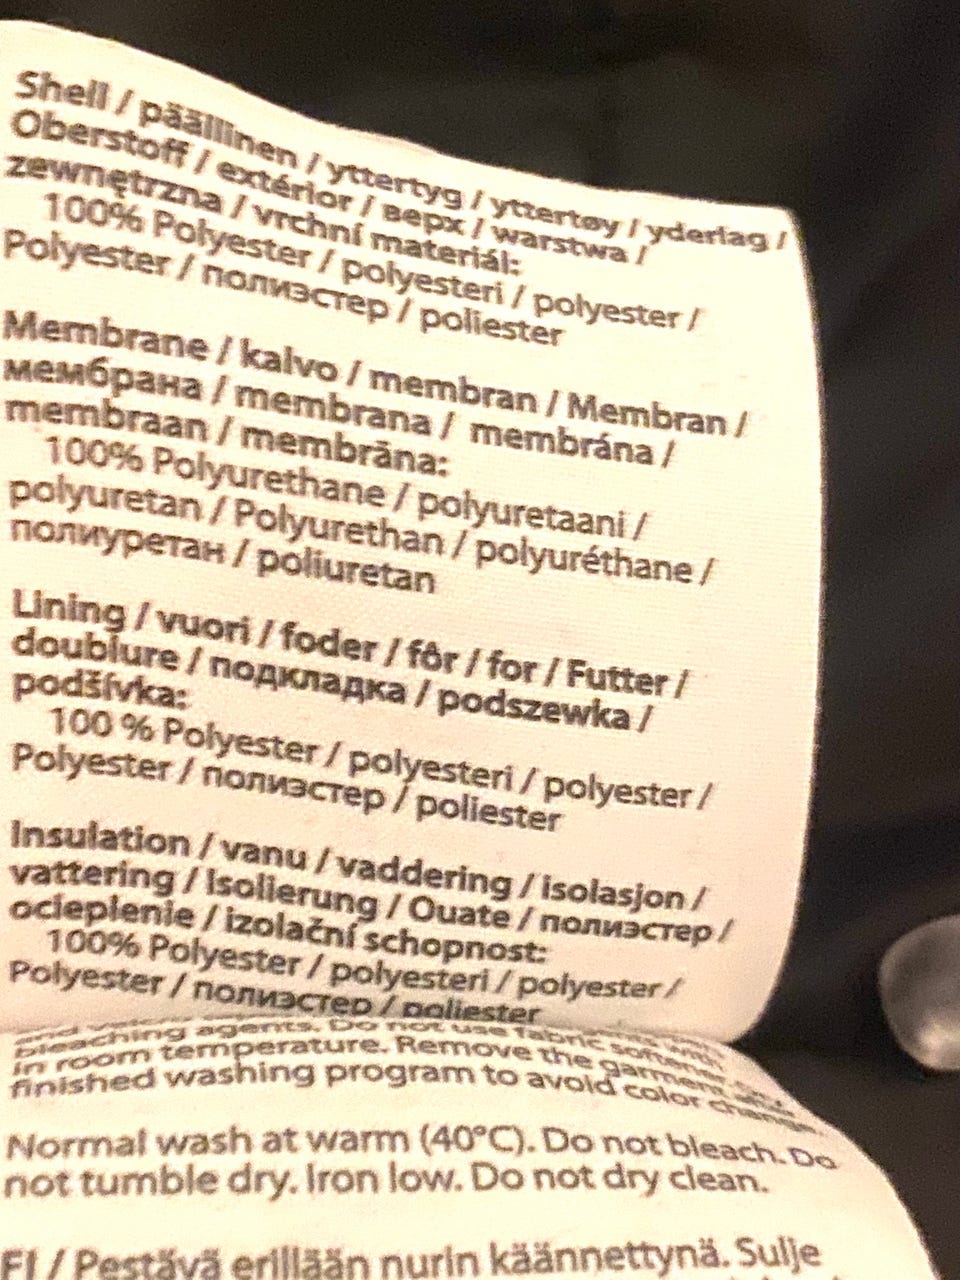 Shell / päällinen / yttertyg / yttertøy / yderlag /
Oberstoff / extérior / верх / warstwa /
zewnętrzna / vrchní materiál:
100% Polyester / polyesteri / polyester /
Polyester / полиэстер / poliester
Membrane / kalvo / membran / Membran /
мембрана / membrana / membrána /
membraan / membrāna:
100% Polyurethane / polyuretaani /
polyuretan / Polyurethan / polyuréthane /
полиуретан / poliuretan
Lining / vuori / foder / fôr / for / Futter /
doublure / подкладка / podszewka /
podšívka:
100 % Polyester / polyesteri / polyester /
Polyester / полиэстер / poliester
Insulation / vanu / vaddering / isolasjon /
vattering / Isolierung / Ouate / полиэстер /
ocieplenie / izolační schopnost:
100% Polyester / polyesteri / polyester /
Polyester / полиэстер / poliester
bleaching agents. Do not use fabric softener.
in room temperature. Remove the garment
finished washing program to avoid color change.
Normal wash at warm (40°C). Do not bleach. Do
not tumble dry. Iron low. Do not dry clean.
FI / Pestävä erillään nurin käännettynä. Sulje